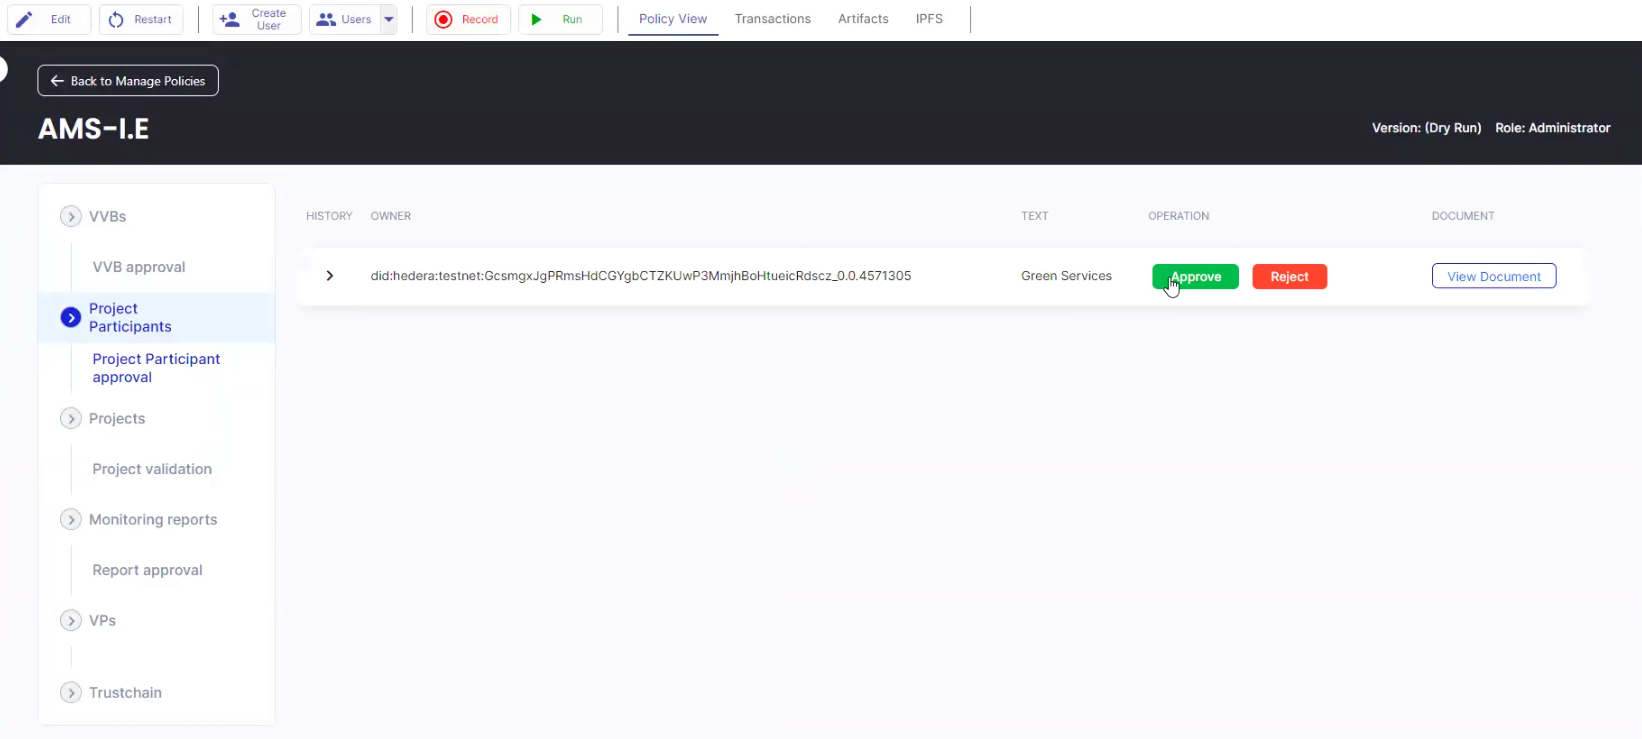 Edit
Restart
Create
User
Users
Record
Run
Policy View
Transactions
Artifacts
IPFS
Back to Manage Policies
AMS-I.E
Version: (Dry Run) Role: Administrator
VVBs
VVB approval
Project
Participants
Project Participant
approval
Projects
Project validation
Monitoring reports
Report approval
VPs
Trustchain
HISTORY OWNER TEXT OPERATION DOCUMENT
did:hedera:testnet:GcsmgxJgPRmsHdCGYgbCTZKUwP3MmjhBoHtueicRdscz_0.0.4571305 Green Services Approve Reject View Document